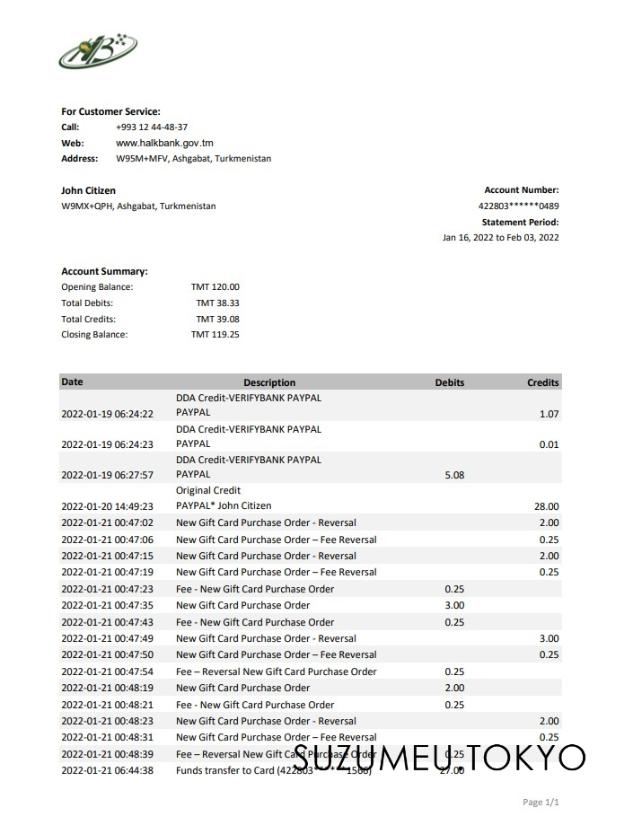 For Customer Service:
Call: +993 12 44-48-37
Web: www.halkbank.gov.tm
Address: W95M+MFV, Ashgabat, Turkmenistan
John Citizen
W9MX+QPH, Ashgabat, Turkmenistan
Account Number:
422803******0489
Statement Period:
Jan 16, 2022 to Feb 03, 2022
Account Summary:
Opening Balance: TMT 120.00
Total Debits: TMT 38.33
Total Credits: TMT 39.08
Closing Balance: TMT 119.25
Date Description Debits Credits
DDA Credit-VERIFYBANK PAYPAL
2022-01-19 06:24:22 PAYPAL 1.07
DDA Credit-VERIFYBANK PAYPAL
2022-01-19 06:24:23 PAYPAL 0.01
DDA Credit-VERIFYBANK PAYPAL
2022-01-19 06:27:57 PAYPAL 5.08
Original Credit
2022-01-20 14:49:23 PAYPAL* John Citizen 28.00
2022-01-21 00:47:02 New Gift Card Purchase Order - Reversal 2.00
2022-01-21 00:47:06 New Gift Card Purchase Order – Fee Reversal 0.25
2022-01-21 00:47:15 New Gift Card Purchase Order - Reversal 2.00
2022-01-21 00:47:19 New Gift Card Purchase Order – Fee Reversal 0.25
2022-01-21 00:47:23 Fee - New Gift Card Purchase Order 0.25
2022-01-21 00:47:35 New Gift Card Purchase Order 3.00
2022-01-21 00:47:43 Fee - New Gift Card Purchase Order 0.25
2022-01-21 00:47:49 New Gift Card Purchase Order - Reversal 3.00
2022-01-21 00:47:50 New Gift Card Purchase Order – Fee Reversal 0.25
2022-01-21 00:47:54 Fee – Reversal New Gift Card Purchase Order 0.25
2022-01-21 00:48:19 New Gift Card Purchase Order 2.00
2022-01-21 00:48:21 Fee - New Gift Card Purchase Order 0.25
2022-01-21 00:48:23 New Gift Card Purchase Order - Reversal 2.00
2022-01-21 00:48:31 New Gift Card Purchase Order – Fee Reversal 0.25
2022-01-21 00:48:39 Fee – Reversal New Gift Card Purchase Order 0.25
SUZUMEU.TOKYO
2022-01-21 06:44:38 Funds transfer to Card 27.00
Page 1/1